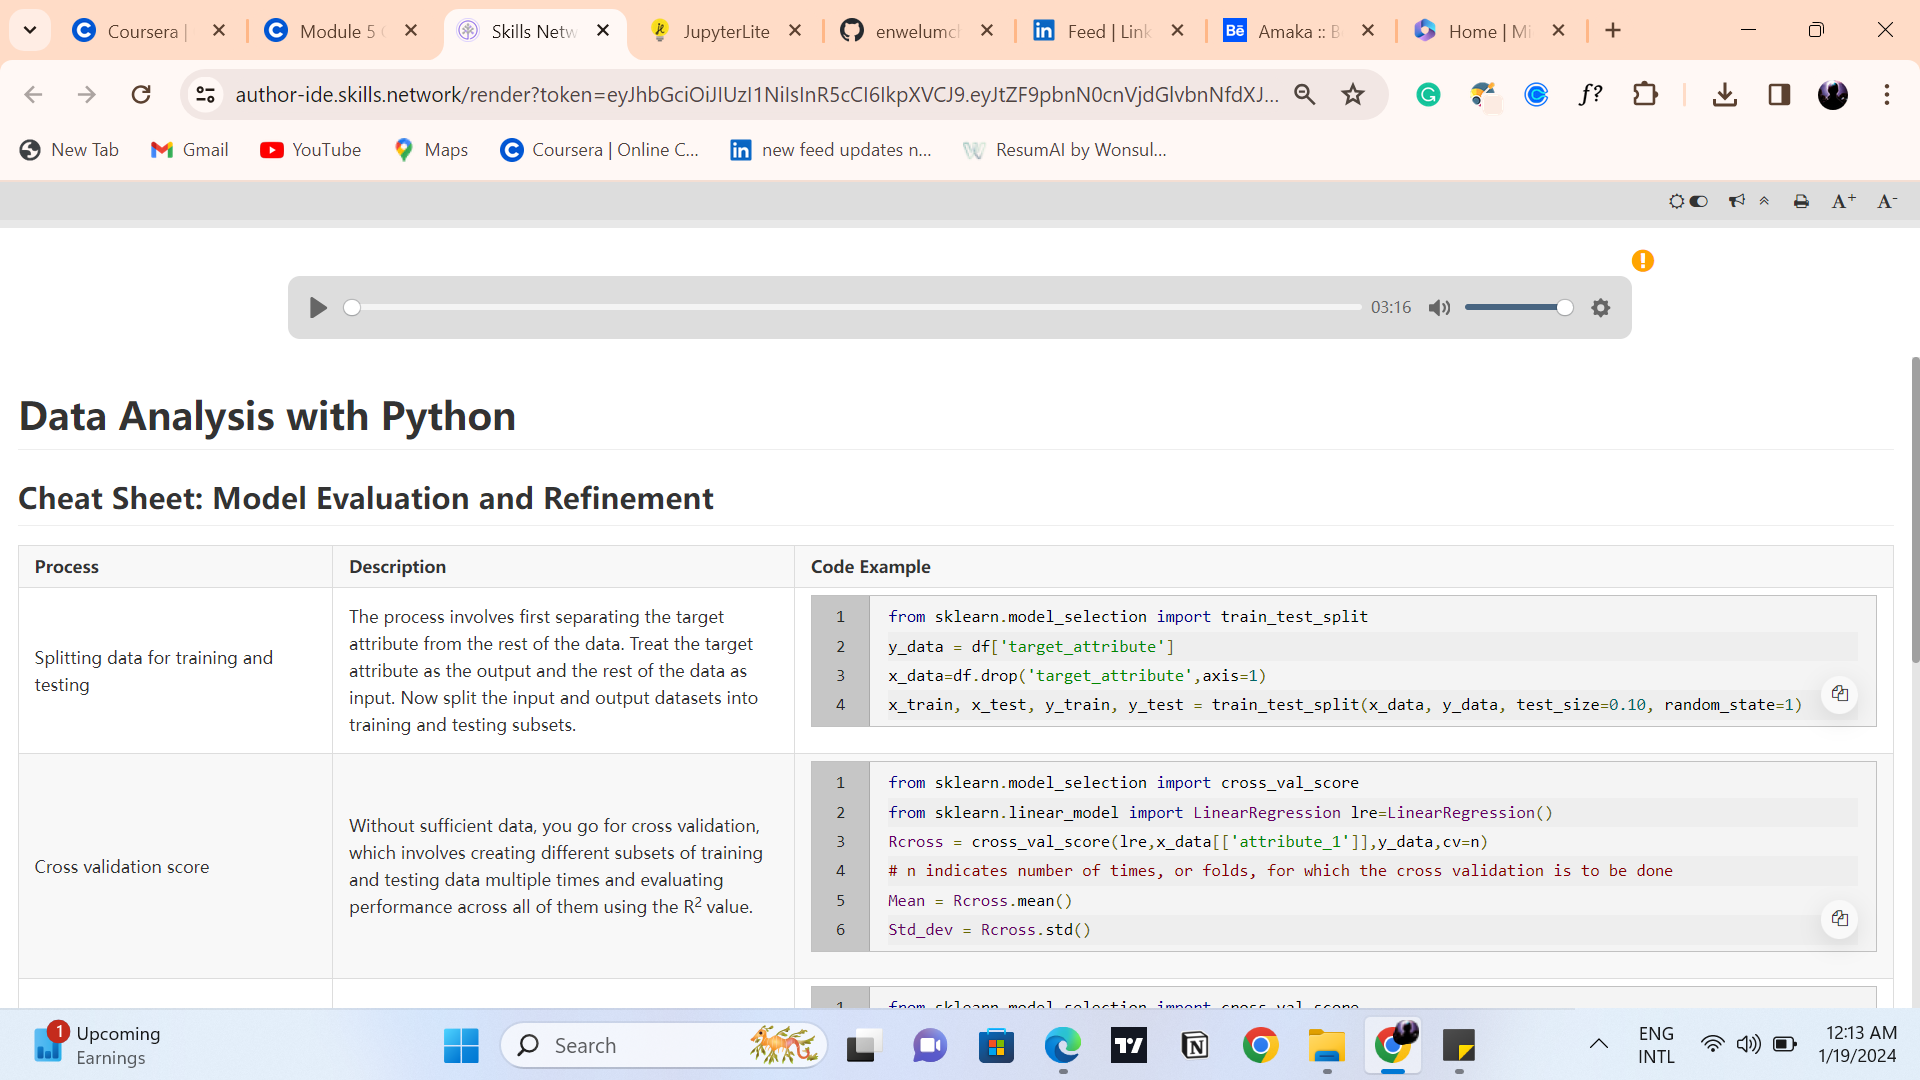 Coursera |
Module 5
Skills Netw
JupyterLite
enwelumch
Feed | Link
Bē
Amaka :: B
Home | Mi
author-ide.skills.network/render?token=eyJhbGciOiJIUzI1NiIsInR5cCI6IkpXVCJ9.eyJtZF9pbnN0cnVjdGlvbnNfdXJ...
f?
New Tab
Gmail
YouTube
Maps
Coursera | Online C...
new feed updates n...
ResumAI by Wonsul...
A+
A-
03:16
Data Analysis with Python
Cheat Sheet: Model Evaluation and Refinement
Process
Description
Code Example
Splitting data for training and
testing
The process involves first separating the target
attribute from the rest of the data. Treat the target
attribute as the output and the rest of the data as
input. Now split the input and output datasets into
training and testing subsets.
1 from sklearn.model_selection import train_test_split
2 y_data = df['target_attribute']
3 x_data=df.drop('target_attribute',axis=1)
4 x_train, x_test, y_train, y_test = train_test_split(x_data, y_data, test_size=0.10, random_state=1)
Cross validation score
Without sufficient data, you go for cross validation,
which involves creating different subsets of training
and testing data multiple times and evaluating
performance across all of them using the R² value.
1 from sklearn.model_selection import cross_val_score
2 from sklearn.linear_model import LinearRegression lre=LinearRegression()
3 Rcross = cross_val_score(lre,x_data[['attribute_1']],y_data,cv=n)
4 # n indicates number of times, or folds, for which the cross validation is to be done
5 Mean = Rcross.mean()
6 Std_dev = Rcross.std()
1 from sklearn.model_selection import cross_val_score
1
Upcoming
Earnings
Search
ENG
INTL
12:13 AM
1/19/2024